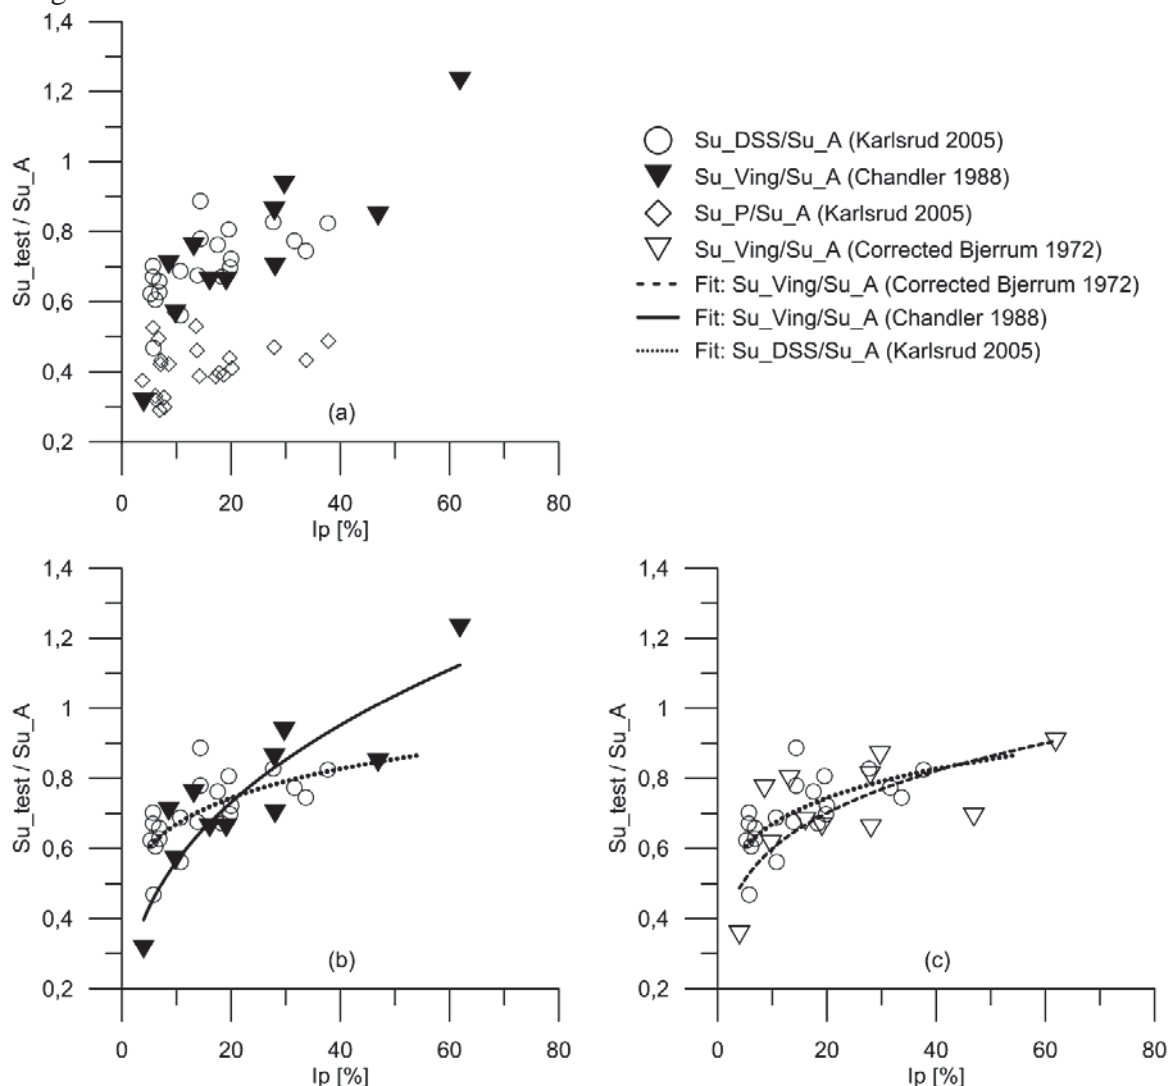 1,4
1,2
1
0,8
0,6
0,4
0,2
Su_test / Su_A
(a)
0 20 40 60 80
Ip [%]
Su_DSS/Su_A (Karlsrud 2005)
Su_Ving/Su_A (Chandler 1988)
Su_P/Su_A (Karlsrud 2005)
Su_Ving/Su_A (Corrected Bjerrum 1972)
Fit: Su_Ving/Su_A (Corrected Bjerrum 1972)
Fit: Su_Ving/Su_A (Chandler 1988)
Fit: Su_DSS/Su_A (Karlsrud 2005)
1,4
1,2
1
0,8
0,6
0,4
0,2
Su_test / Su_A
(b)
0 20 40 60 80
Ip [%]
1,4
1,2
1
0,8
0,6
0,4
0,2
Su_test / Su_A
(c)
0 20 40 60 80
Ip [%]